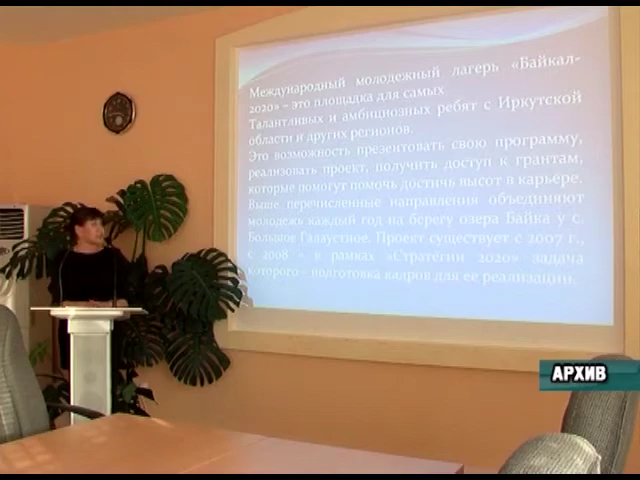 Международный молодежный лагерь «Байкал-
2020» – это площадка для самых
Талантливых и амбициозных ребят с Иркутской
области и других регионов.
Это возможность презентовать свою программу,
реализовать проект, получить доступ к грантам,
которые помогут помочь достичь высот в карьере.
Выше перечисленные направления объединяют
молодежь каждый год на берегу озера Байка у с.
Большое Галаустное. Проект существует с 2007 г.,
с 2008 – в рамках «Стратегии 2020» задача
которого - подготовка кадров для ее реализации.
АРХИВ